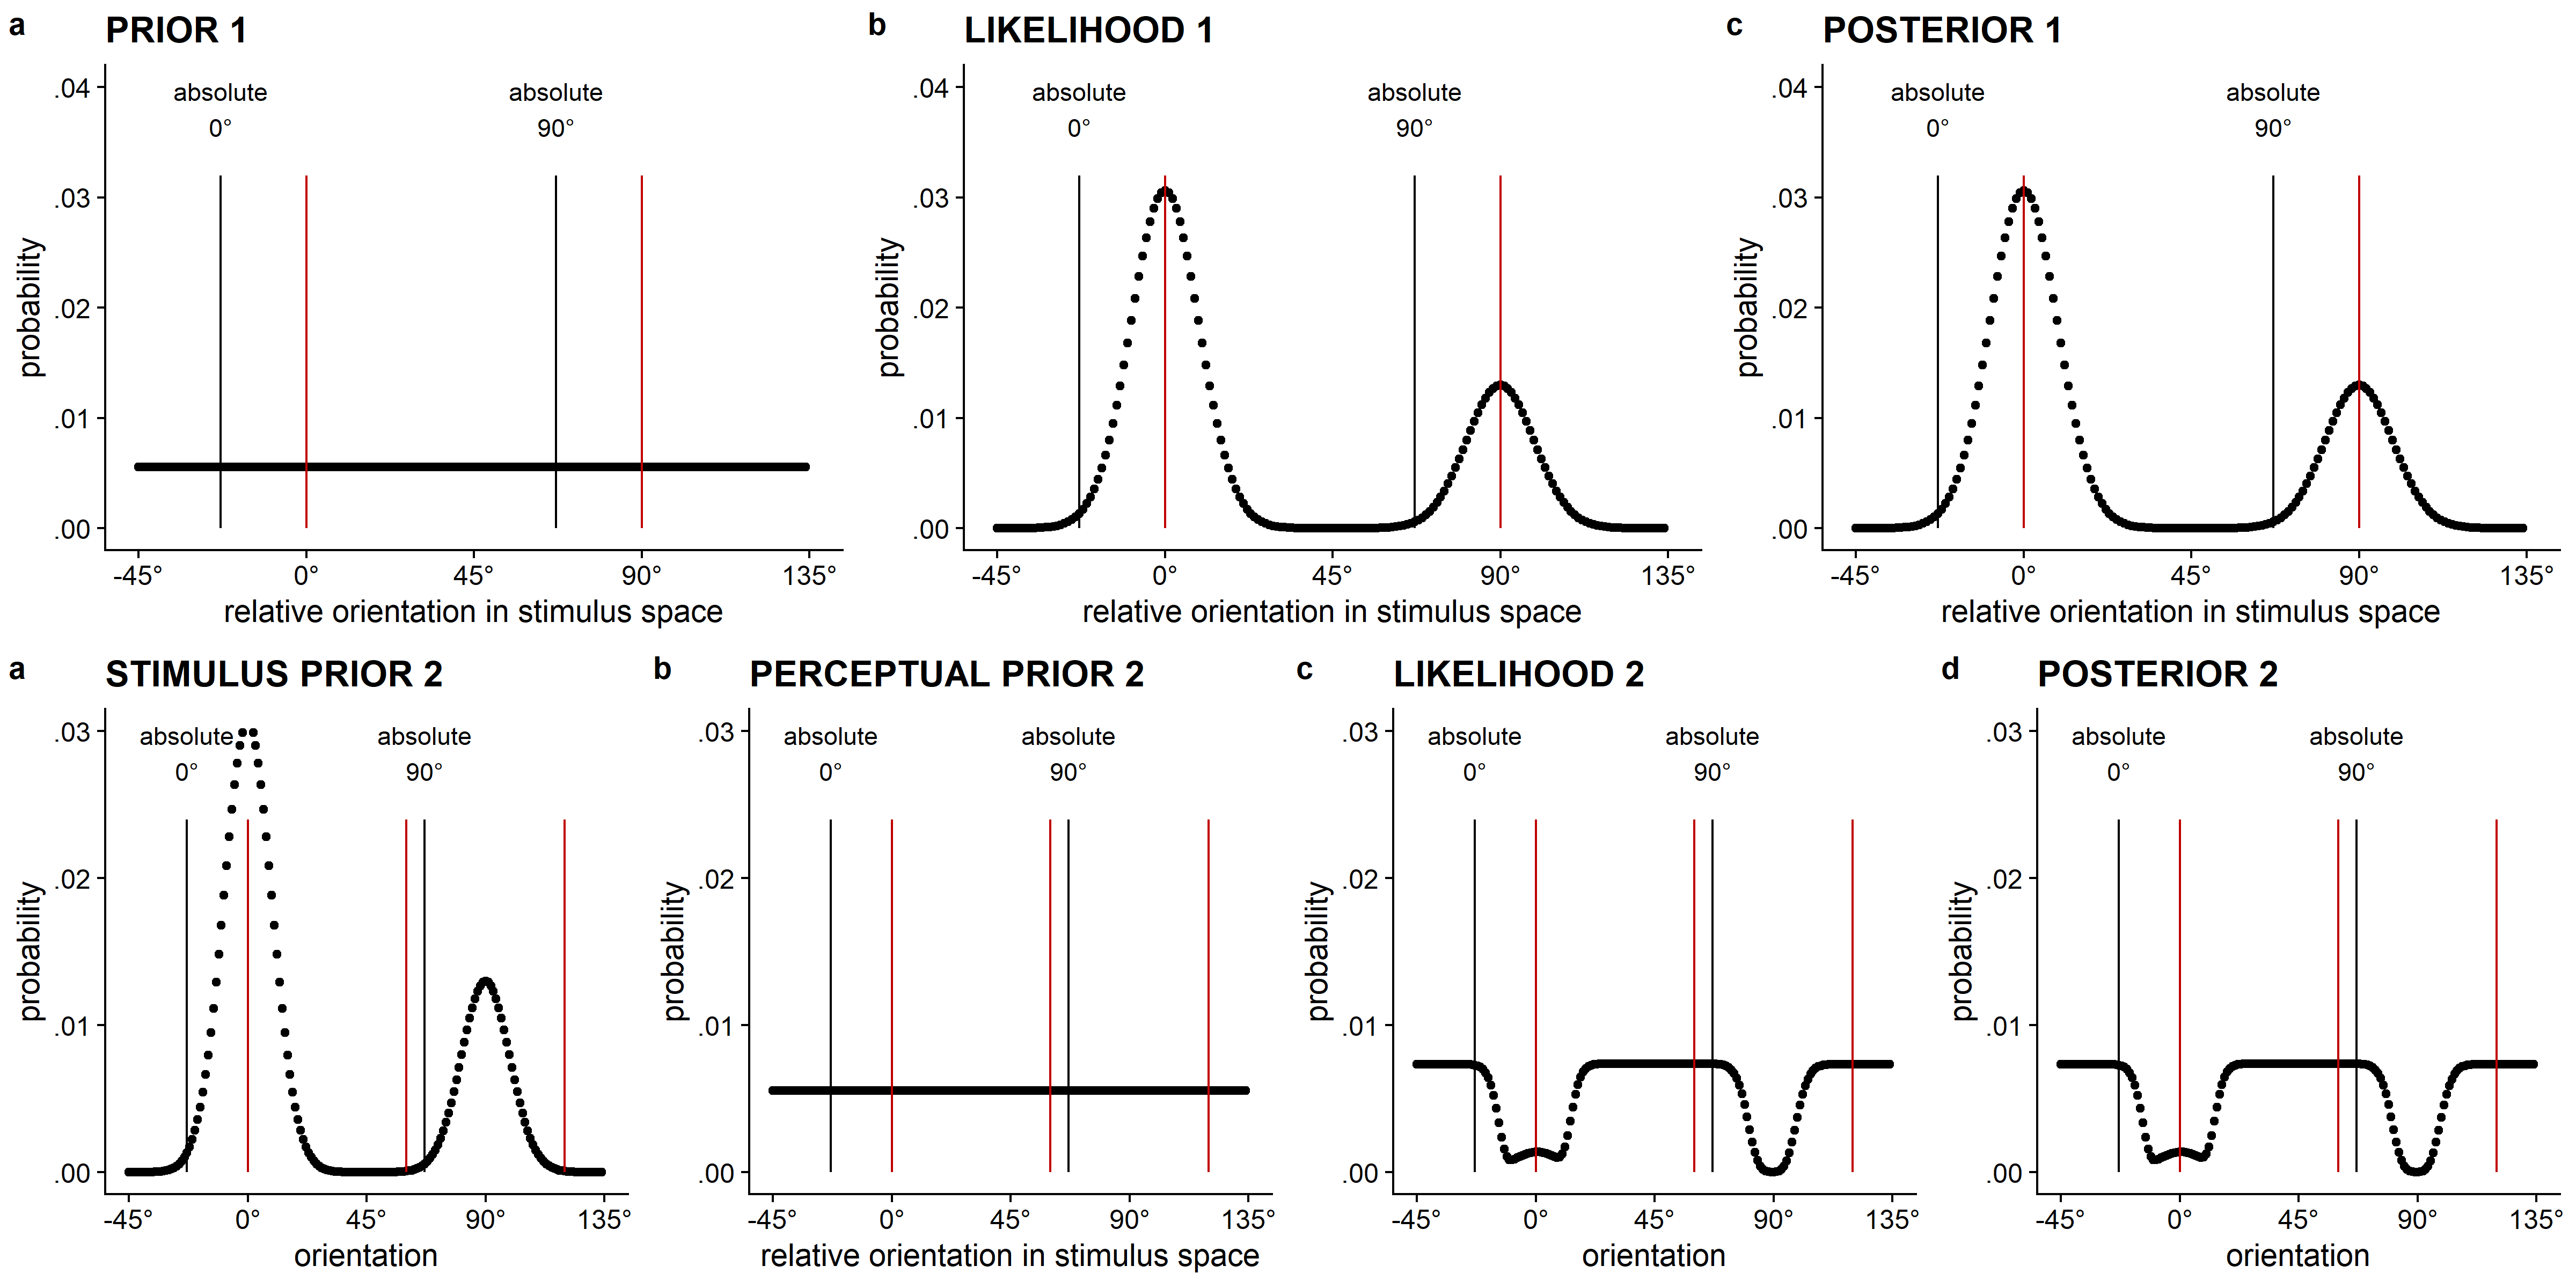 a PRIOR 1
.04
.03
.02
.01
.00
probability
absolute
0°
absolute
90°
-45° 0° 45° 90° 135°
relative orientation in stimulus space
b LIKELIHOOD 1
.04
.03
.02
.01
.00
probability
absolute
0°
absolute
90°
-45° 0° 45° 90° 135°
relative orientation in stimulus space
c POSTERIOR 1
.04
.03
.02
.01
.00
probability
absolute
0°
absolute
90°
-45° 0° 45° 90° 135°
relative orientation in stimulus space
a STIMULUS PRIOR 2
.03
.02
.01
.00
probability
absolute
0°
absolute
90°
-45° 0° 45° 90° 135°
orientation
b PERCEPTUAL PRIOR 2
.03
.02
.01
.00
probability
absolute
0°
absolute
90°
-45° 0° 45° 90° 135°
relative orientation in stimulus space
c LIKELIHOOD 2
.03
.02
.01
.00
probability
absolute
0°
absolute
90°
-45° 0° 45° 90° 135°
orientation
d POSTERIOR 2
.03
.02
.01
.00
probability
absolute
0°
absolute
90°
-45° 0° 45° 90° 135°
orientation